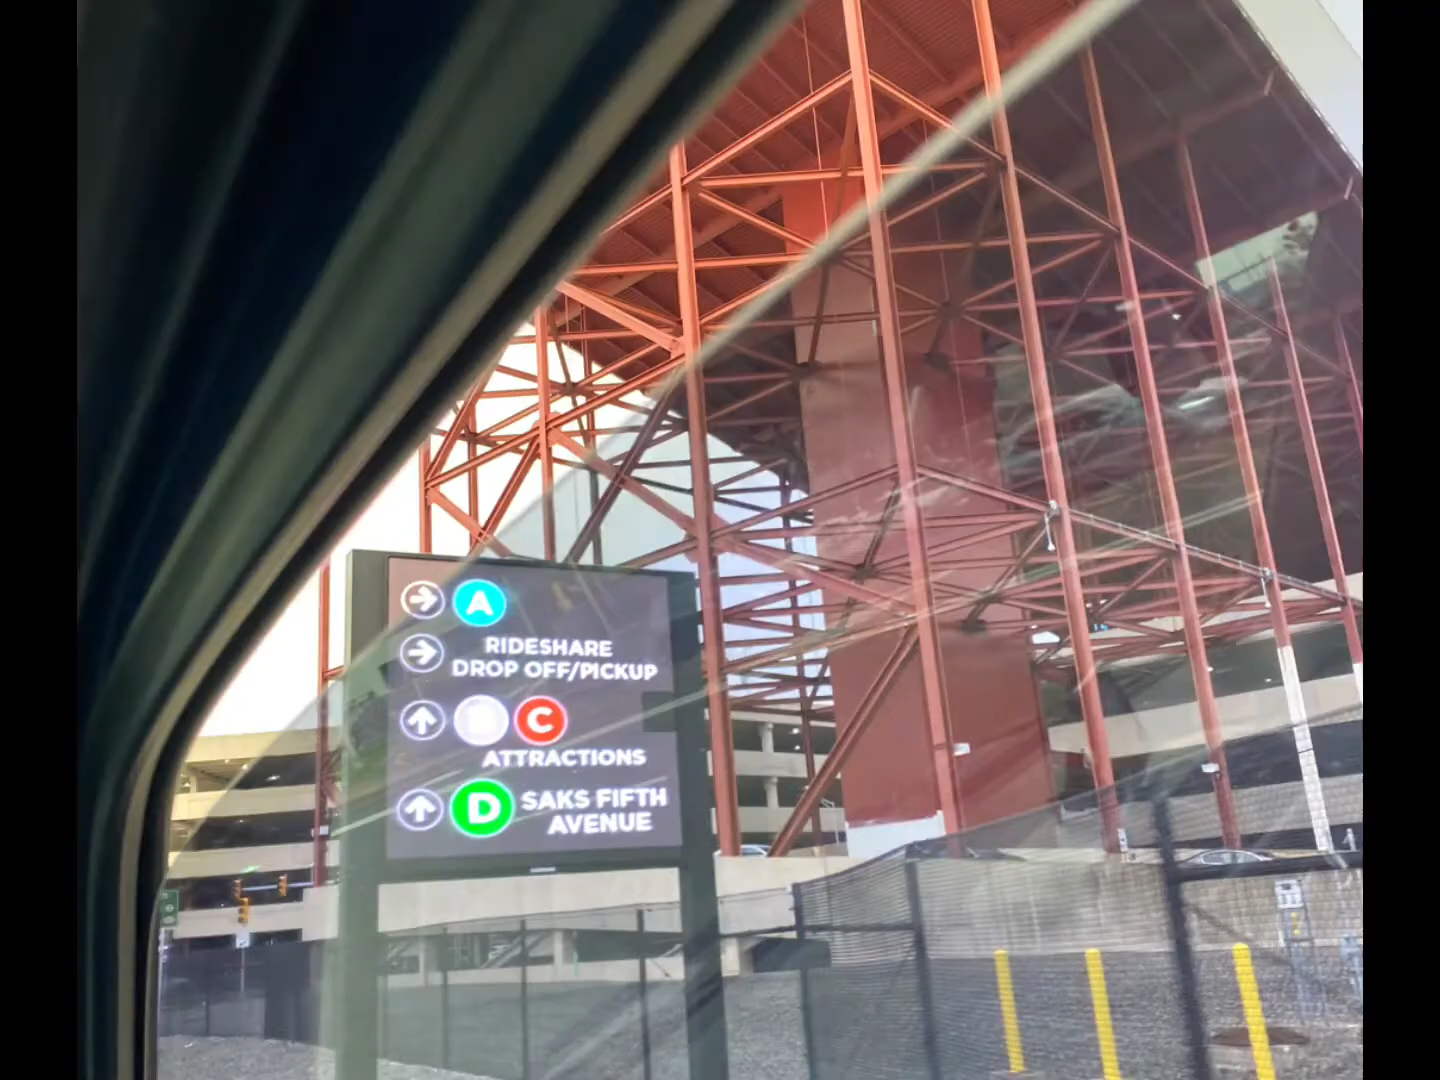 A
RIDESHARE
DROP OFF/PICKUP
B C
ATTRACTIONS
D SAKS FIFTH
AVENUE